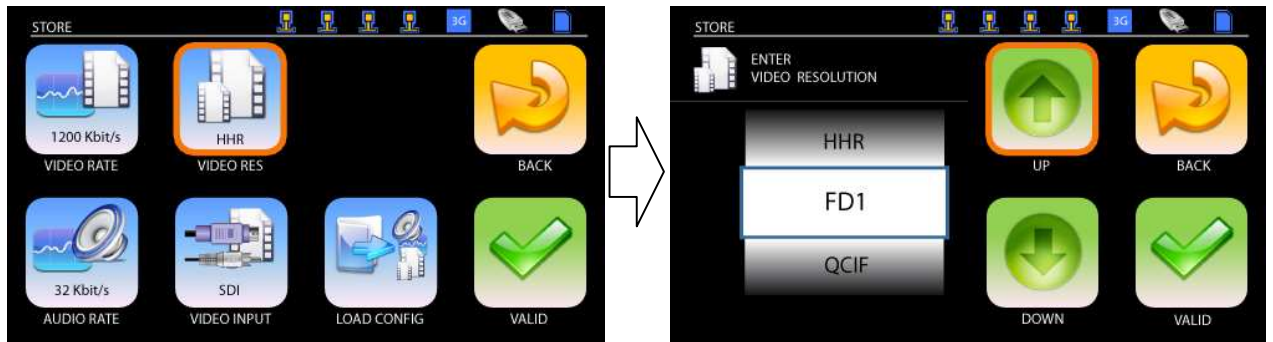 STORE
3G
1200 Kbit/s
HHR
VIDEO RATE
VIDEO RES
BACK
32 Kbit/s
SDI
AUDIO RATE
VIDEO INPUT
LOAD CONFIG
VALID
STORE
3G
ENTER
VIDEO RESOLUTION
HHR
FD1
QCIF
UP
BACK
DOWN
VALID